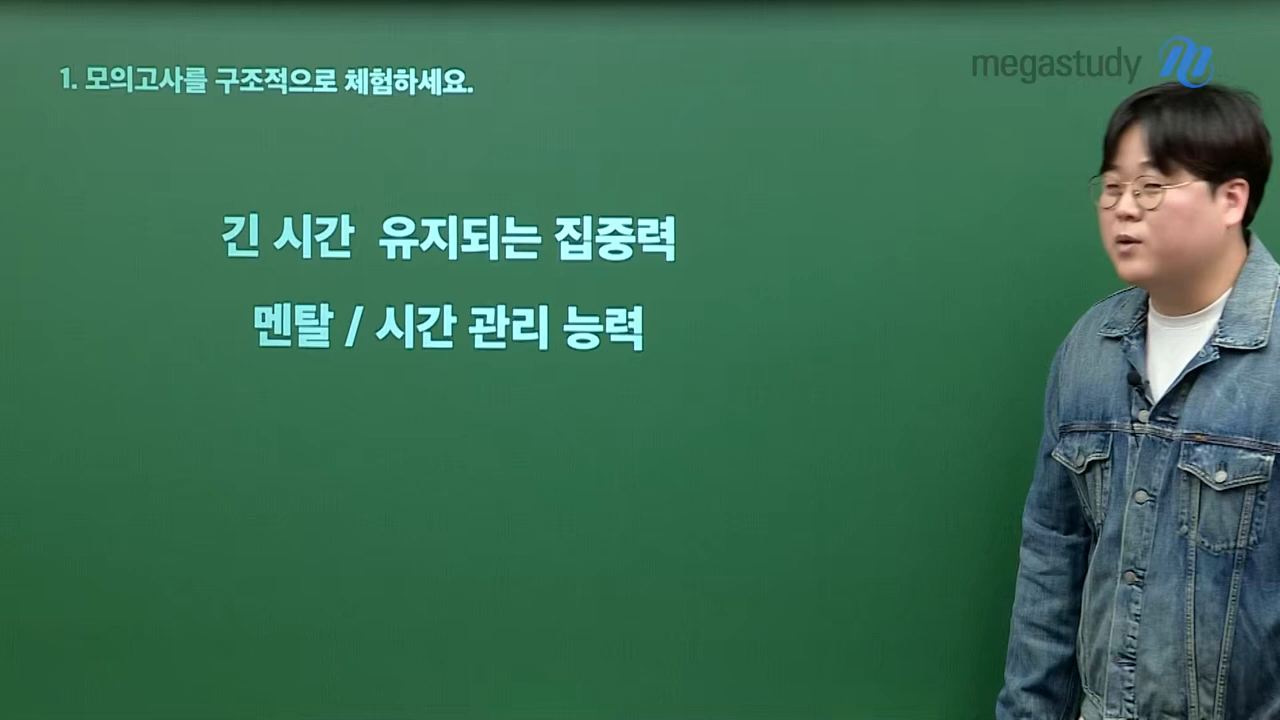 1. 모의고사를 구조적으로 체험하세요.
megastudy
긴 시간 유지되는 집중력
멘탈 / 시간 관리 능력